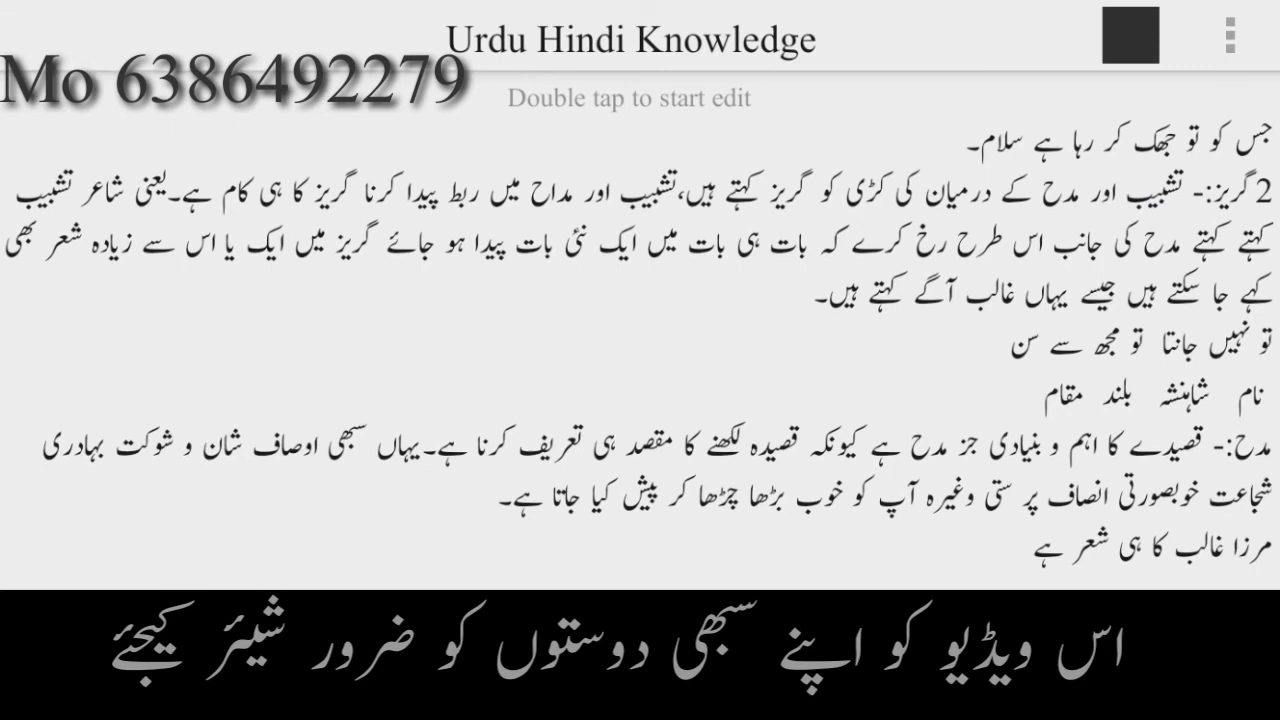 Urdu Hindi Knowledge
Mo 6386492279
Double tap to start edit
جس کو تو جھک کر رہا ہے سلام۔
2 گریز:- تشبیب اور مدح کے درمیان کی کڑی کو گریز کہتے ہیں،تشبیب اور مداح میں ربط پیدا کرنا گریز کا ہی کام ہے۔یعنی شاعر تشبیب
کہتے کہتے مدح کی جانب اس طرح رخ کرے کہ بات ہی بات میں ایک نئی بات پیدا ہو جائے گریز میں ایک یا اس سے زیادہ شعر بھی
کہے جا سکتے ہیں جیسے یہاں غالب آگے کہتے ہیں۔
تو نہیں جانتا تو مجھ سے سن
نام شاہنشہ بلند مقام
مدح:- قصیدے کا اہم و بنیادی جز مدح ہے کیونکہ قصیدہ لکھنے کا مقصد ہی تعریف کرنا ہے۔یہاں سبھی اوصاف شان و شوکت بہادری
شجاعت خوبصورتی انصاف پر ستی وغیرہ آپ کو خوب بڑھا چڑھا کر پیش کیا جاتا ہے۔
مرزا غالب کا ہی شعر ہے
اس ویڈیو کو اپنے سبھی دوستوں کو ضرور شیئر کیجئے